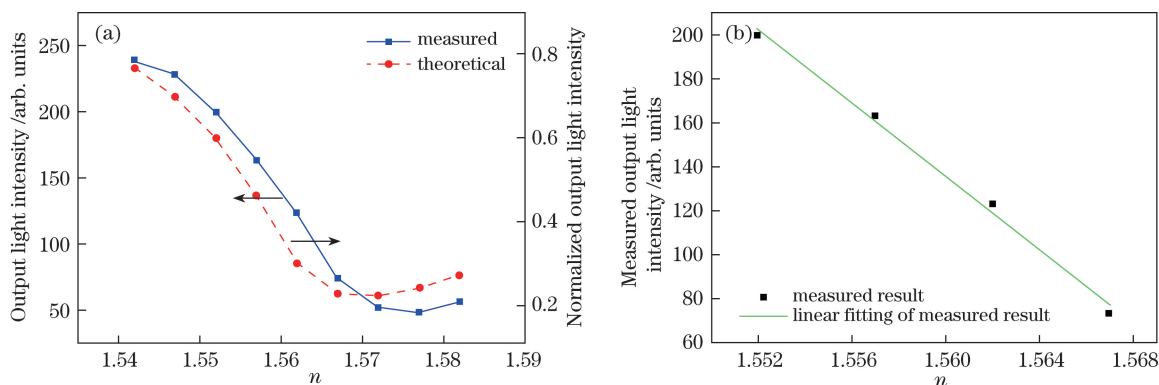 (a)
measured
theoretical
Output light intensity /arb. units
250
200
150
100
50
0.8
0.6
0.4
0.2
Normalized output light intensity
1.54
1.55
1.56
1.57
1.58
1.59
n
(b)
Measured output light
intensity /arb. units
200
180
160
140
120
100
80
60
measured result
linear fitting of measured result
1.552
1.556
1.560
1.564
1.568
n